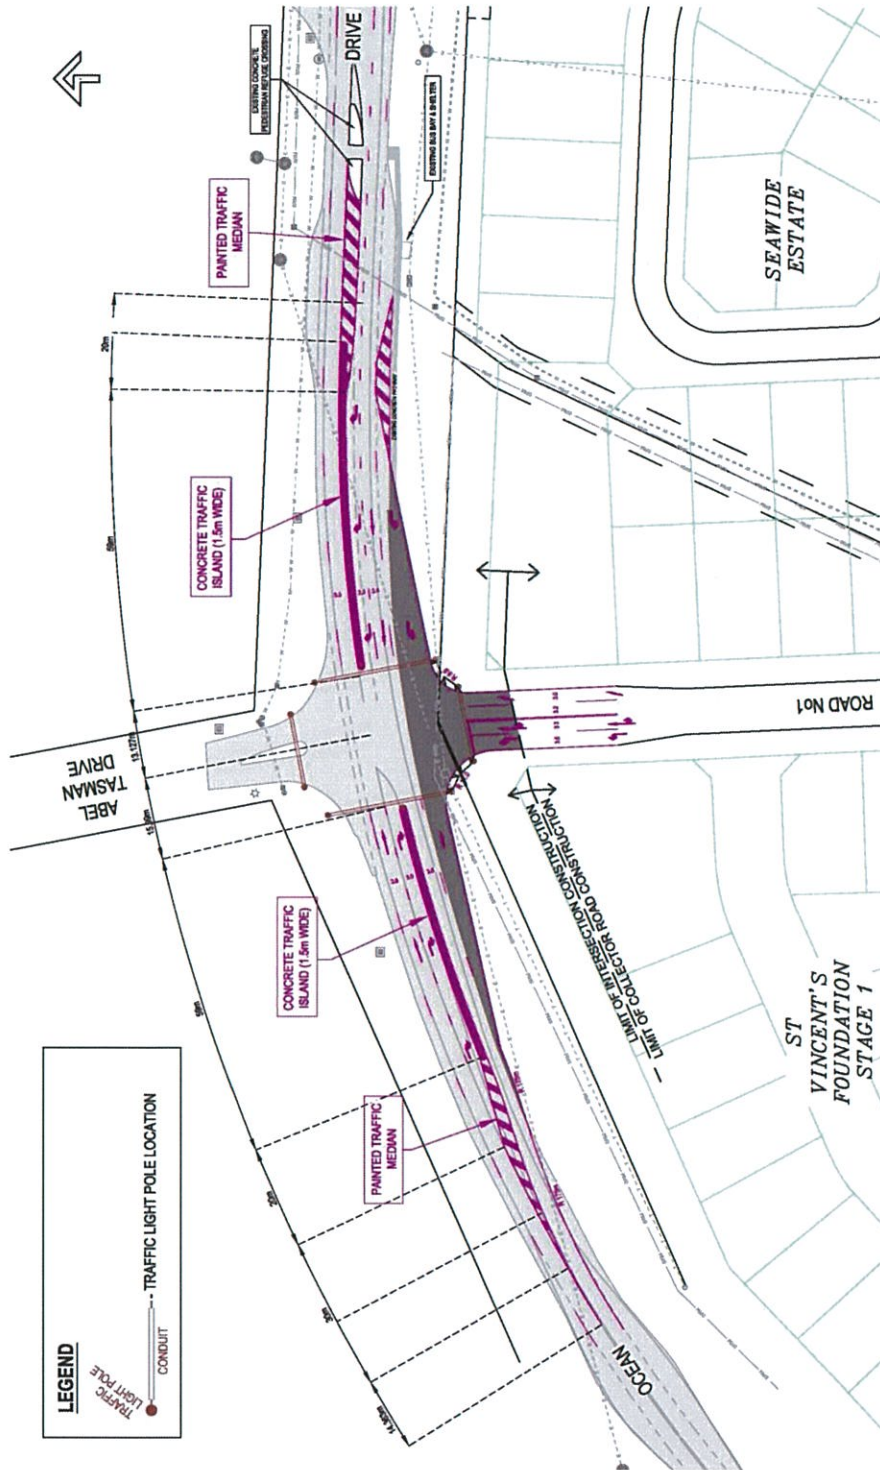 LEGEND
TRAFFIC
LIGHT POLE
TRAFFIC LIGHT POLE LOCATION
CONDUIT
ABEL
TASMAN
DRIVE
CONCRETE TRAFFIC
ISLAND (1.5m WIDE)
PAINTED TRAFFIC
MEDIAN
CONCRETE TRAFFIC
ISLAND (1.5m WIDE)
PAINTED TRAFFIC
MEDIAN
EXISTING CONCRETE
PEDESTRIAN REFUGE CROSSING
DRIVE
EXISTING BUS BAY & SHELTER
OCEAN
20m
13.127m
20m
LIMIT OF INTERSECTION CONSTRUCTION
LIMIT OF COLLECTOR ROAD CONSTRUCTION
ROAD No1
SEAWIDE
ESTATE
ST
VINCENT'S
FOUNDATION
STAGE 1